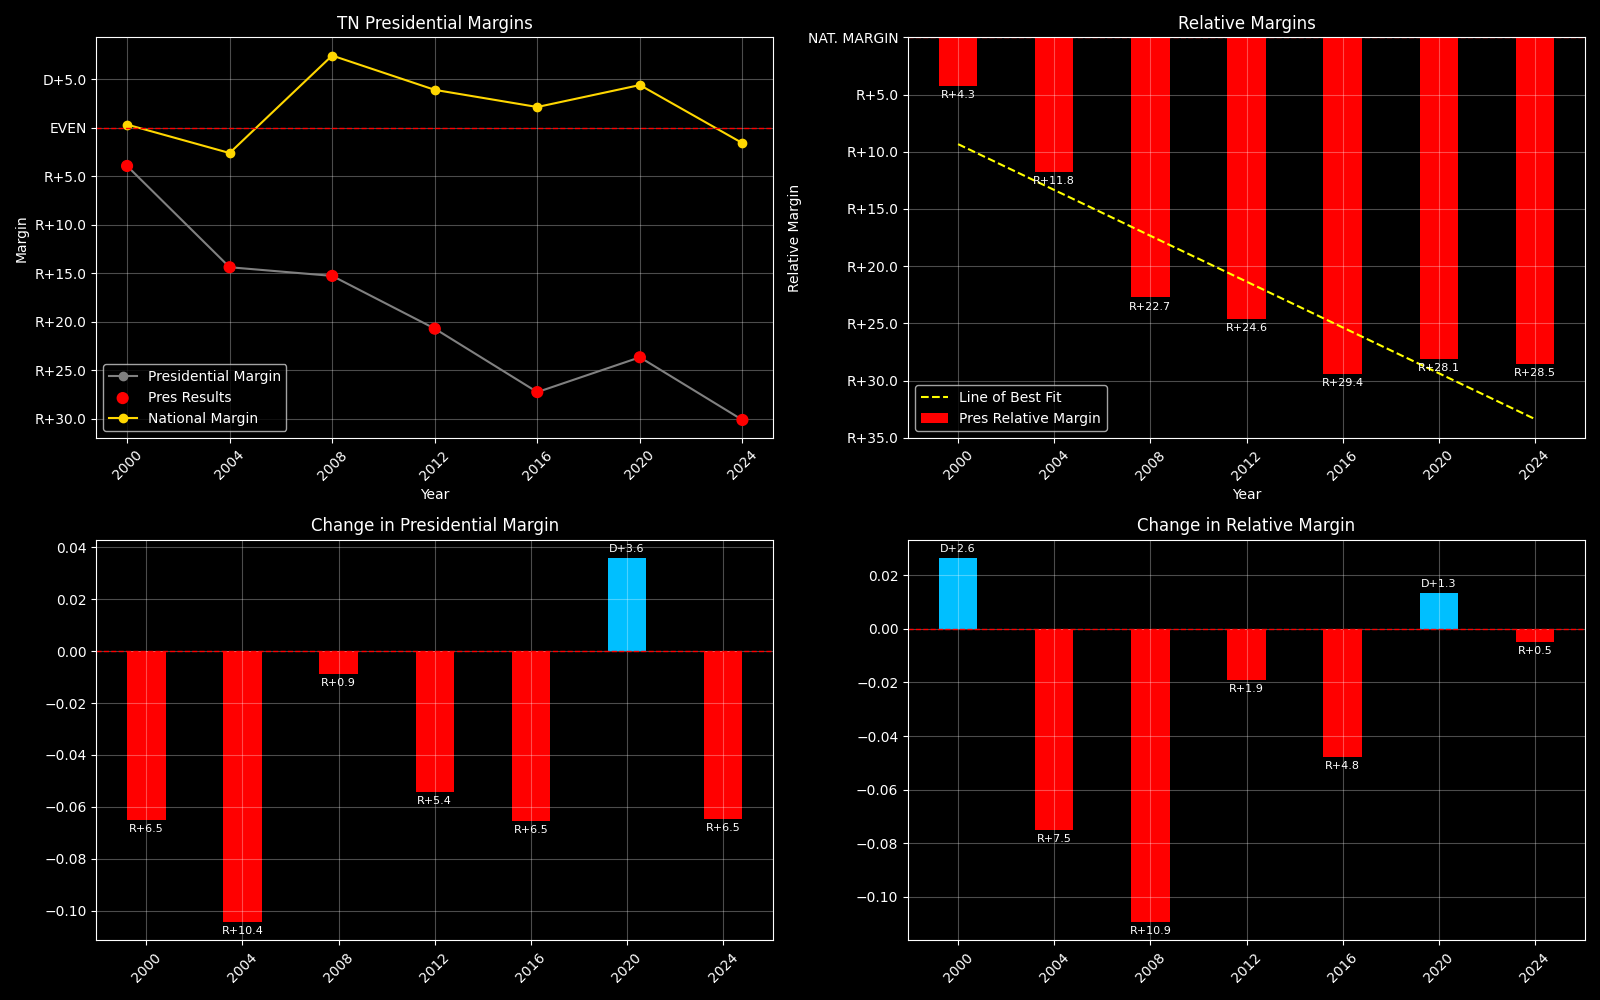 TN Presidential Margins
D+5.0
EVEN
R+5.0
R+10.0
R+15.0
R+20.0
R+25.0
R+30.0
Margin
Presidential Margin
Pres Results
National Margin
2000 2004 2008 2012 2016 2020 2024
Year
Relative Margins
NAT. MARGIN
R+5.0
R+10.0
R+15.0
R+20.0
R+25.0
R+30.0
R+35.0
Relative Margin
R+4.3
R+11.8
R+22.7
R+24.6
R+29.4
R+28.1
R+28.5
Line of Best Fit
Pres Relative Margin
2000 2004 2008 2012 2016 2020 2024
Year
Change in Presidential Margin
0.04
0.02
0.00
−0.02
−0.04
−0.06
−0.08
−0.10
R+6.5
R+10.4
R+0.9
R+5.4
R+6.5
D+3.6
R+6.5
2000 2004 2008 2012 2016 2020 2024
Change in Relative Margin
0.02
0.00
−0.02
−0.04
−0.06
−0.08
−0.10
D+2.6
R+7.5
R+10.9
R+1.9
R+4.8
D+1.3
R+0.5
2000 2004 2008 2012 2016 2020 2024